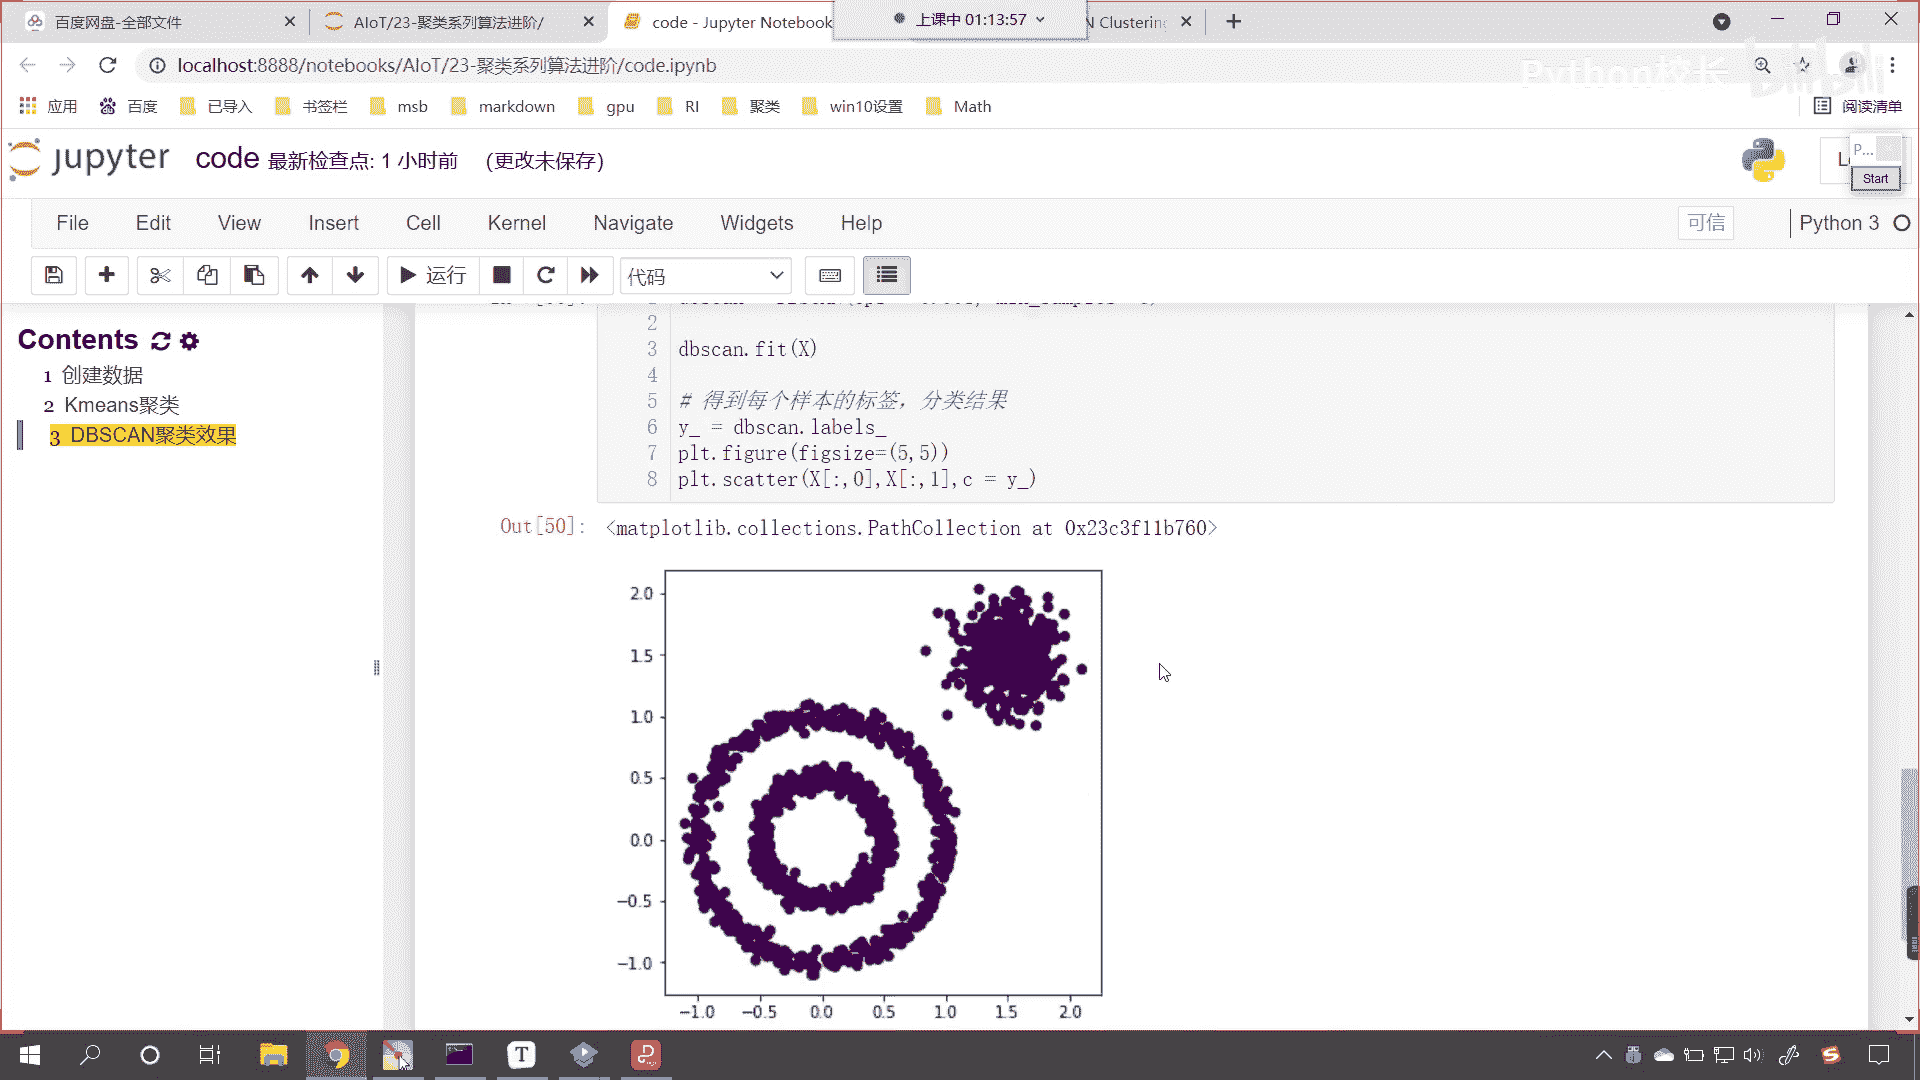 百度网盘-全部文件
AIoT/23-聚类系列算法进阶/
code - Jupyter Notebook
上课中 01:13:57
N Clustering
localhost:8888/notebooks/AIoT/23-聚类系列算法进阶/code.ipynb
Python校长
bilibili
应用
百度
已导入
书签栏
msb
markdown
gpu
RI
聚类
win10设置
Math
阅读清单
jupyter
code 最新检查点: 1 小时前 (更改未保存)
P...
Start
File Edit View Insert Cell Kernel Navigate Widgets Help
可信
Python 3
运行
代码
Contents
1 创建数据
2 Kmeans聚类
3 DBSCAN聚类效果
2
3 dbscan.fit(X)
4
5 # 得到每个样本的标签，分类结果
6 y_ = dbscan.labels_
7 plt.figure(figsize=(5,5))
8 plt.scatter(X[:,0],X[:,1],c = y_)
Out[50]: <matplotlib.collections.PathCollection at 0x23c3f11b760>
2.0
1.5
1.0
0.5
0.0
−0.5
−1.0
−1.0 −0.5 0.0 0.5 1.0 1.5 2.0